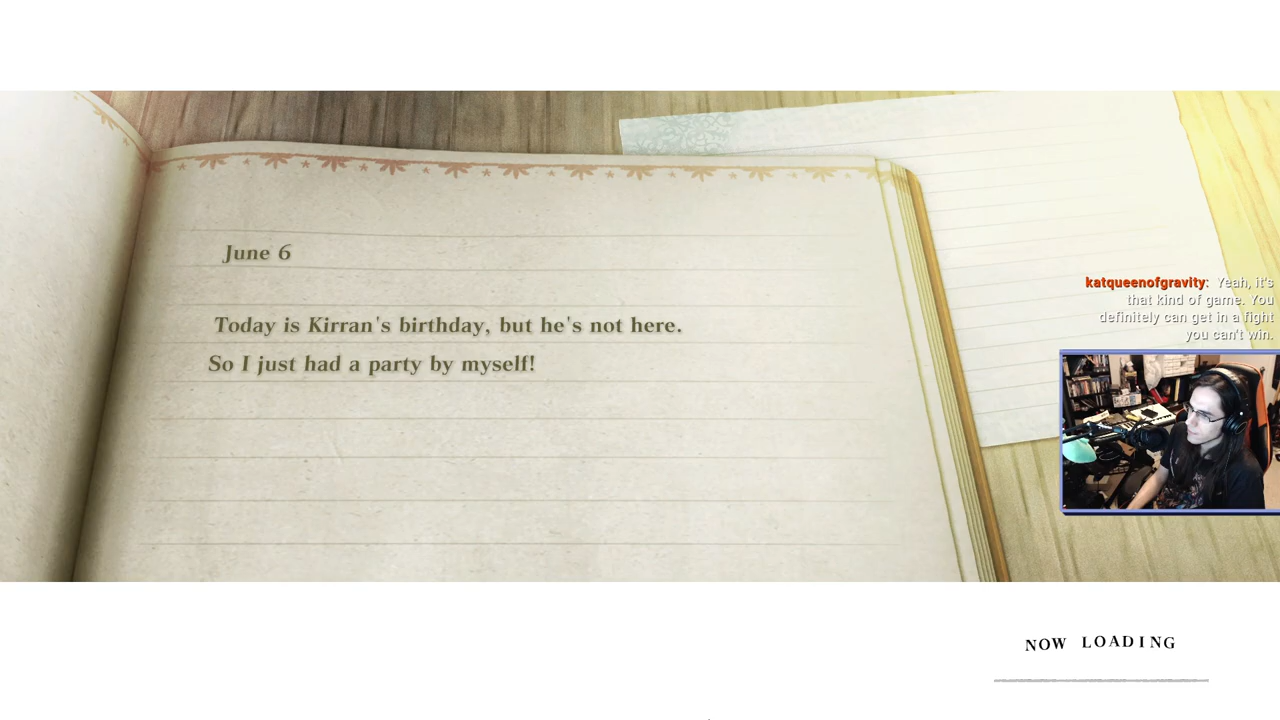 June 6
Today is Kirran's birthday, but he's not here.
So I just had a party by myself!
katqueenofgravity: Yeah, it's
that kind of game. You
definitely can get in a fight
you can't win.
NOW LOADING